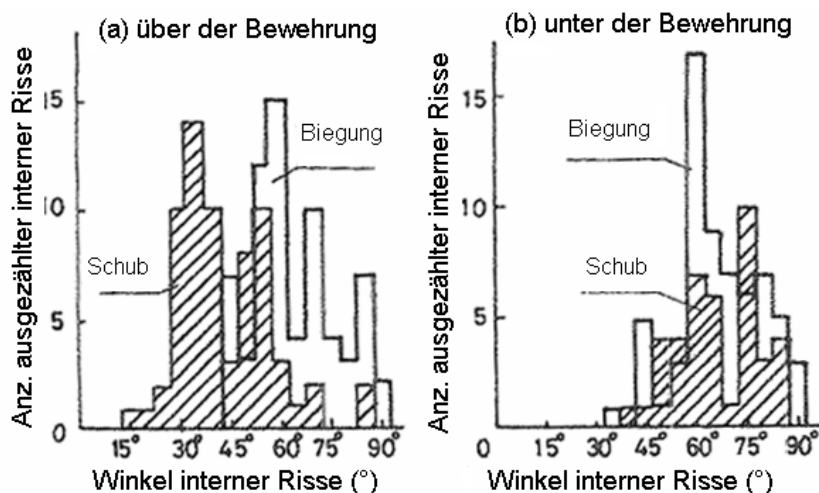 (a) über der Bewehrung
Anz. ausgezählter interner Risse
15
10
5
0
Biegung
Schub
15° 30° 45° 60° 75° 90°
Winkel interner Risse (°)
(b) unter der Bewehrung
Anz. ausgezählter interner Risse
15
10
5
Biegung
Schub
0 15° 30° 45° 60° 75° 90°
Winkel interner Risse (°)